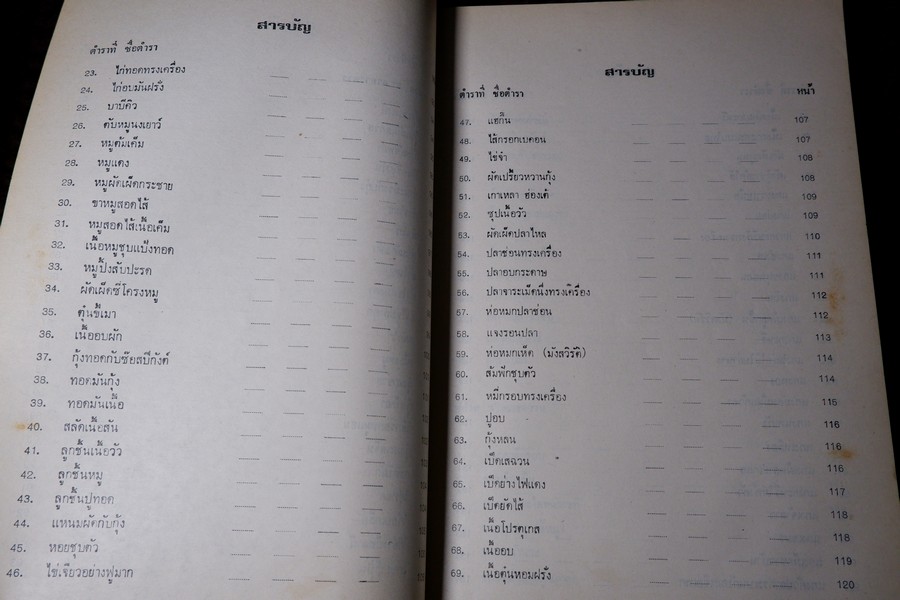 สารบัญ
ตำราที่ ชื่อตำรา
23. ไก่ทอดทรงเครื่อง
24. ไก่อบมันฝรั่ง
25. บาบีคิว
26. ตับหมูนงเยาว์
27. หมูต้มเค็ม
28. หมูแดง
29. หมูผัดเผ็ดกระชาย
30. ขาหมูสอดไส้
31. หมูสอดไส้เนื้อเค็ม
32. เนื้อหมูชุบแป้งทอด
33. หมูปิ้งสับปะรด
34. ผัดเผ็ดซี่โครงหมู
35. ตุ๋นขี้เมา
36. เนื้ออบผัก
37. กุ้งทอดกับซ๊อสสปีกังต์
38. ทอดมันกุ้ง
39. ทอดมันเนื้อ
40. สลัดเนื้อสัน
41. ลูกชิ้นเนื้อวัว
42. ลูกชิ้นหมู
43. ลูกชิ้นปูทอด
44. แหนมผัดกับกุ้ง
45. หอยชุบตัว
46. ไข่เจียวอย่างฟูมาก
สารบัญ
ตำราที่ ชื่อตำรา หน้า
47. แฮกึ๊น 107
48. ไส้กรอกเบคอน 107
49. ไข่จ๋า 108
50. ผัดเปรี้ยวหวานกุ้ง 108
51. เกาเหลา ฮ่องเต้ 109
52. ซุปเนื้อวัว 109
53. ผัดเผ็ดปลาไหล 110
54. ปลาช่อนทรงเครื่อง 111
55. ปลาอบกระดาษ 111
56. ปลาจาระเม็ดนึ่งทรงเครื่อง 112
57. ห่อหมกปลาช่อน 112
58. แจงรอนปลา 113
59. ห่อหมกเห็ด (มังสวิรัติ) 114
60. ส้มฟักชุบตัว 114
61. หมี่กรอบทรงเครื่อง 115
62. ปูอบ 116
63. กุ้งหลน 116
64. เป็ดเสฉวน 116
65. เป็ดย่างไฟแดง 117
66. เป็ดยัดไส้ 118
67. เนื้อโปรตุเกส 118
68. เนื้ออบ 119
69. เนื้อตุ๋นหอมฝรั่ง 120